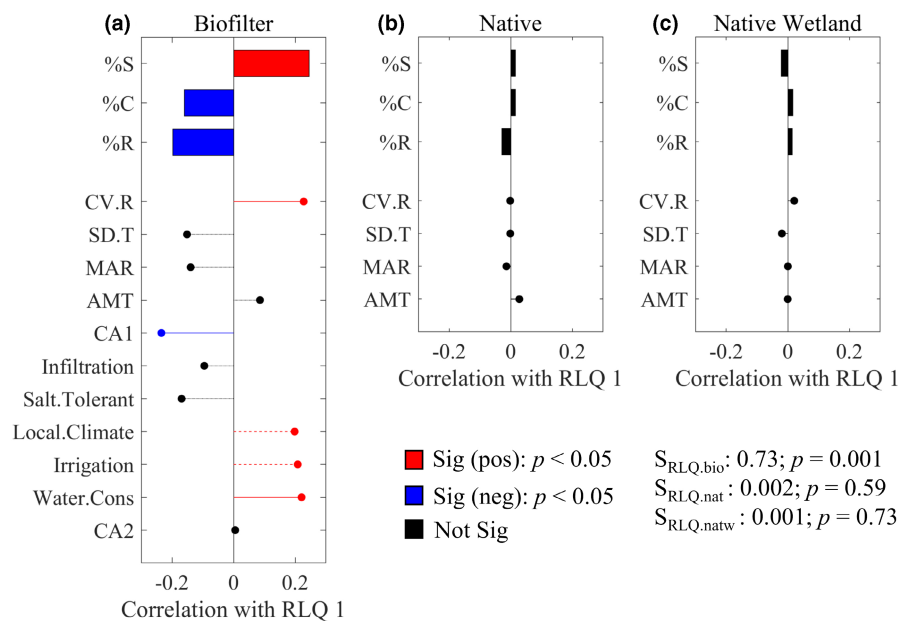 (a) Biofilter
%S
%C
%R
CV.R
SD.T
MAR
AMT
CA1
Infiltration
Salt.Tolerant
Local.Climate
Irrigation
Water.Cons
CA2
-0.2 0 0.2
Correlation with RLQ 1
(b) Native
%S
%C
%R
CV.R
SD.T
MAR
AMT
-0.2 0 0.2
Correlation with RLQ 1
(c) Native Wetland
%S
%C
%R
CV.R
SD.T
MAR
AMT
-0.2 0 0.2
Correlation with RLQ 1
Sig (pos): p < 0.05
Sig (neg): p < 0.05
Not Sig
SRLQ.bio: 0.73; p = 0.001
SRLQ.nat : 0.002; p = 0.59
SRLQ.natw : 0.001; p = 0.73